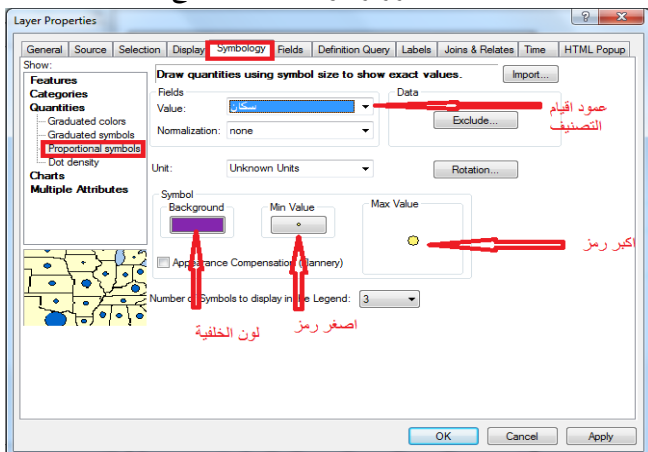 Layer Properties
General Source Selection Display Symbology Fields Definition Query Labels Joins & Relates Time HTML Popup
Show:
Features
Categories
Quantities
Graduated colors
Graduated symbols
Proportional symbols
Dot density
Charts
Multiple Attributes
Draw quantities using symbol size to show exact values.
Import...
Fields
Value: سكان
Normalization: none
Data
Exclude...
عمود اقيام
التصنيف
Unit: Unknown Units
Rotation...
Symbol
Background
Min Value
Max Value
اكبر رمز
Appearance Compensation (Flannery)
Number of Symbols to display in the Legend: 3
اصغر رمز
لون الخلفية
OK Cancel Apply